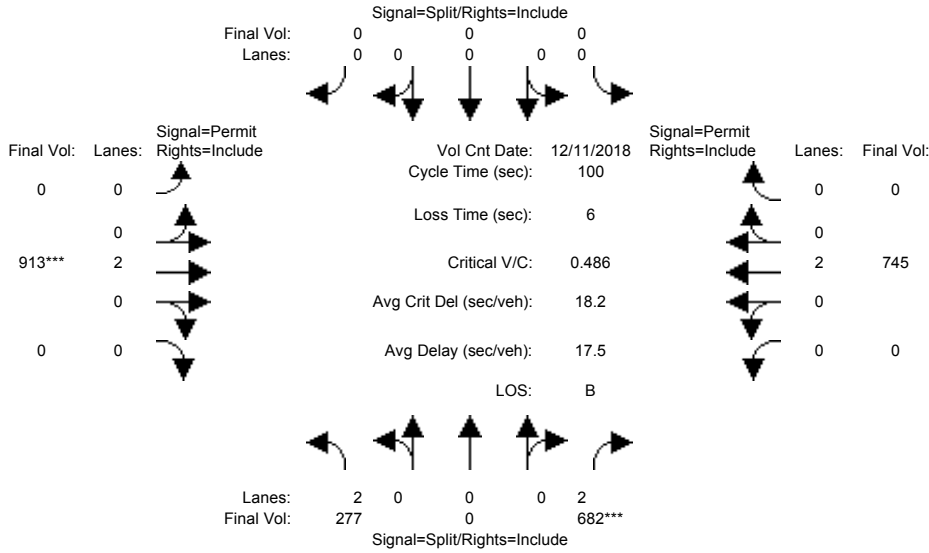 Signal=Split/Rights=Include
Final Vol: 0 0 0
Lanes: 0 0 0 0 0
Signal=Permit Signal=Permit
Final Vol: Lanes: Rights=Include Vol Cnt Date: 12/11/2018 Rights=Include Lanes: Final Vol:
Cycle Time (sec): 100
0 0 0 0
Loss Time (sec): 6
0 0
913*** 2 Critical V/C: 0.486 2 745
0 Avg Crit Del (sec/veh): 18.2 0
0 0 Avg Delay (sec/veh): 17.5 0 0
LOS: B
Lanes: 2 0 0 0 2
Final Vol: 277 0 682***
Signal=Split/Rights=Include